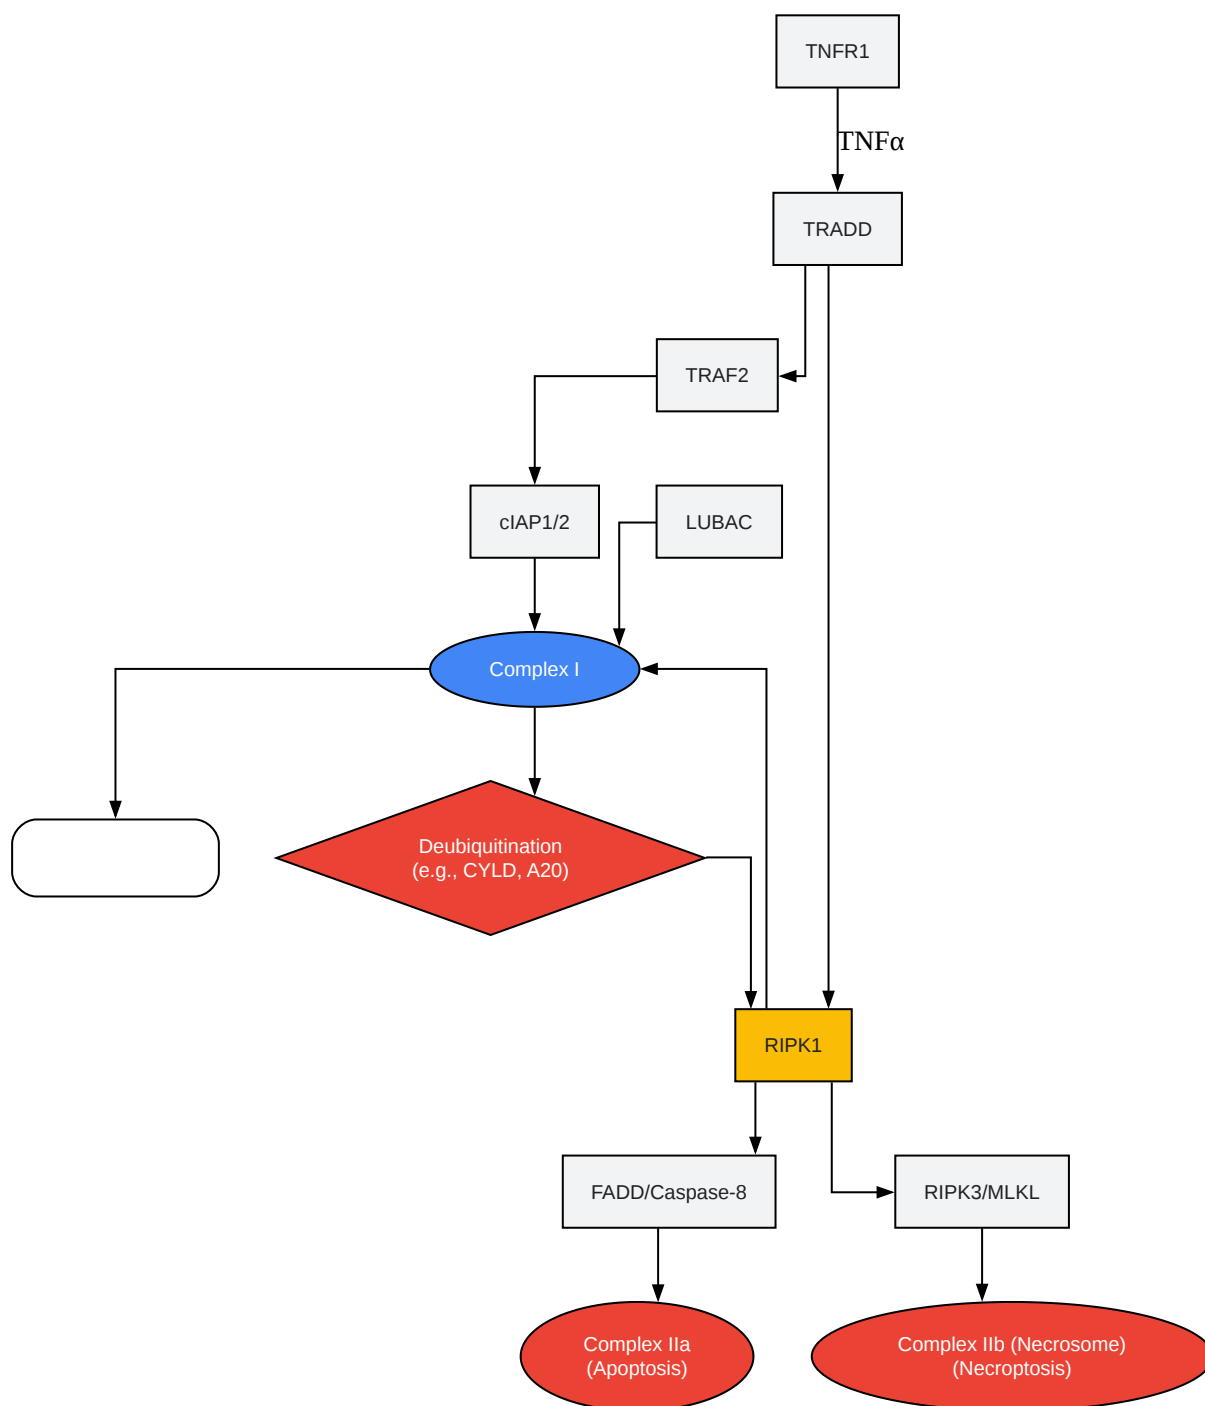 TNFR1
TNFα
TRADD
TRAF2
cIAP1/2
LUBAC
Complex I
Deubiquitination
(e.g., CYLD, A20)
RIPK1
FADD/Caspase-8
RIPK3/MLKL
Complex IIa
(Apoptosis)
Complex IIb (Necrosome)
(Necroptosis)